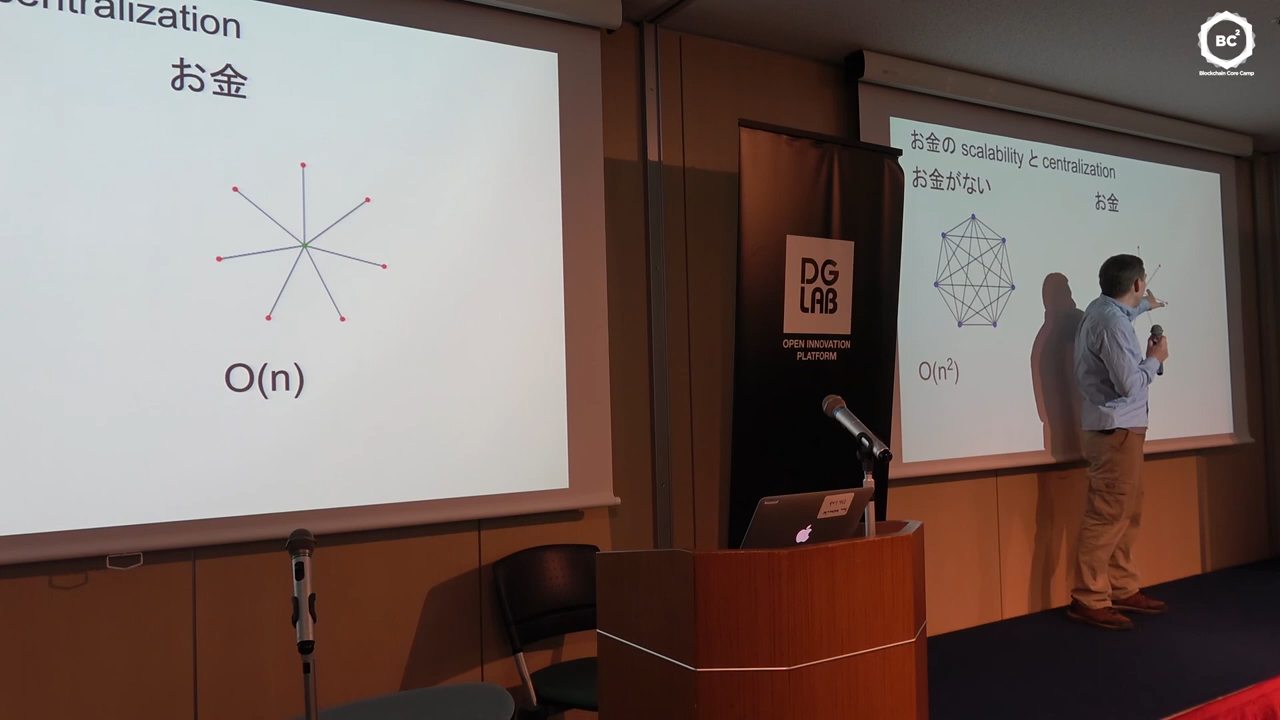 centralization
お金
O(n)
DG
LAB
OPEN INNOVATION
PLATFORM
お金の scalability と centralization
お金がない
お金
O(n²)
BC²
Blockchain Core Camp